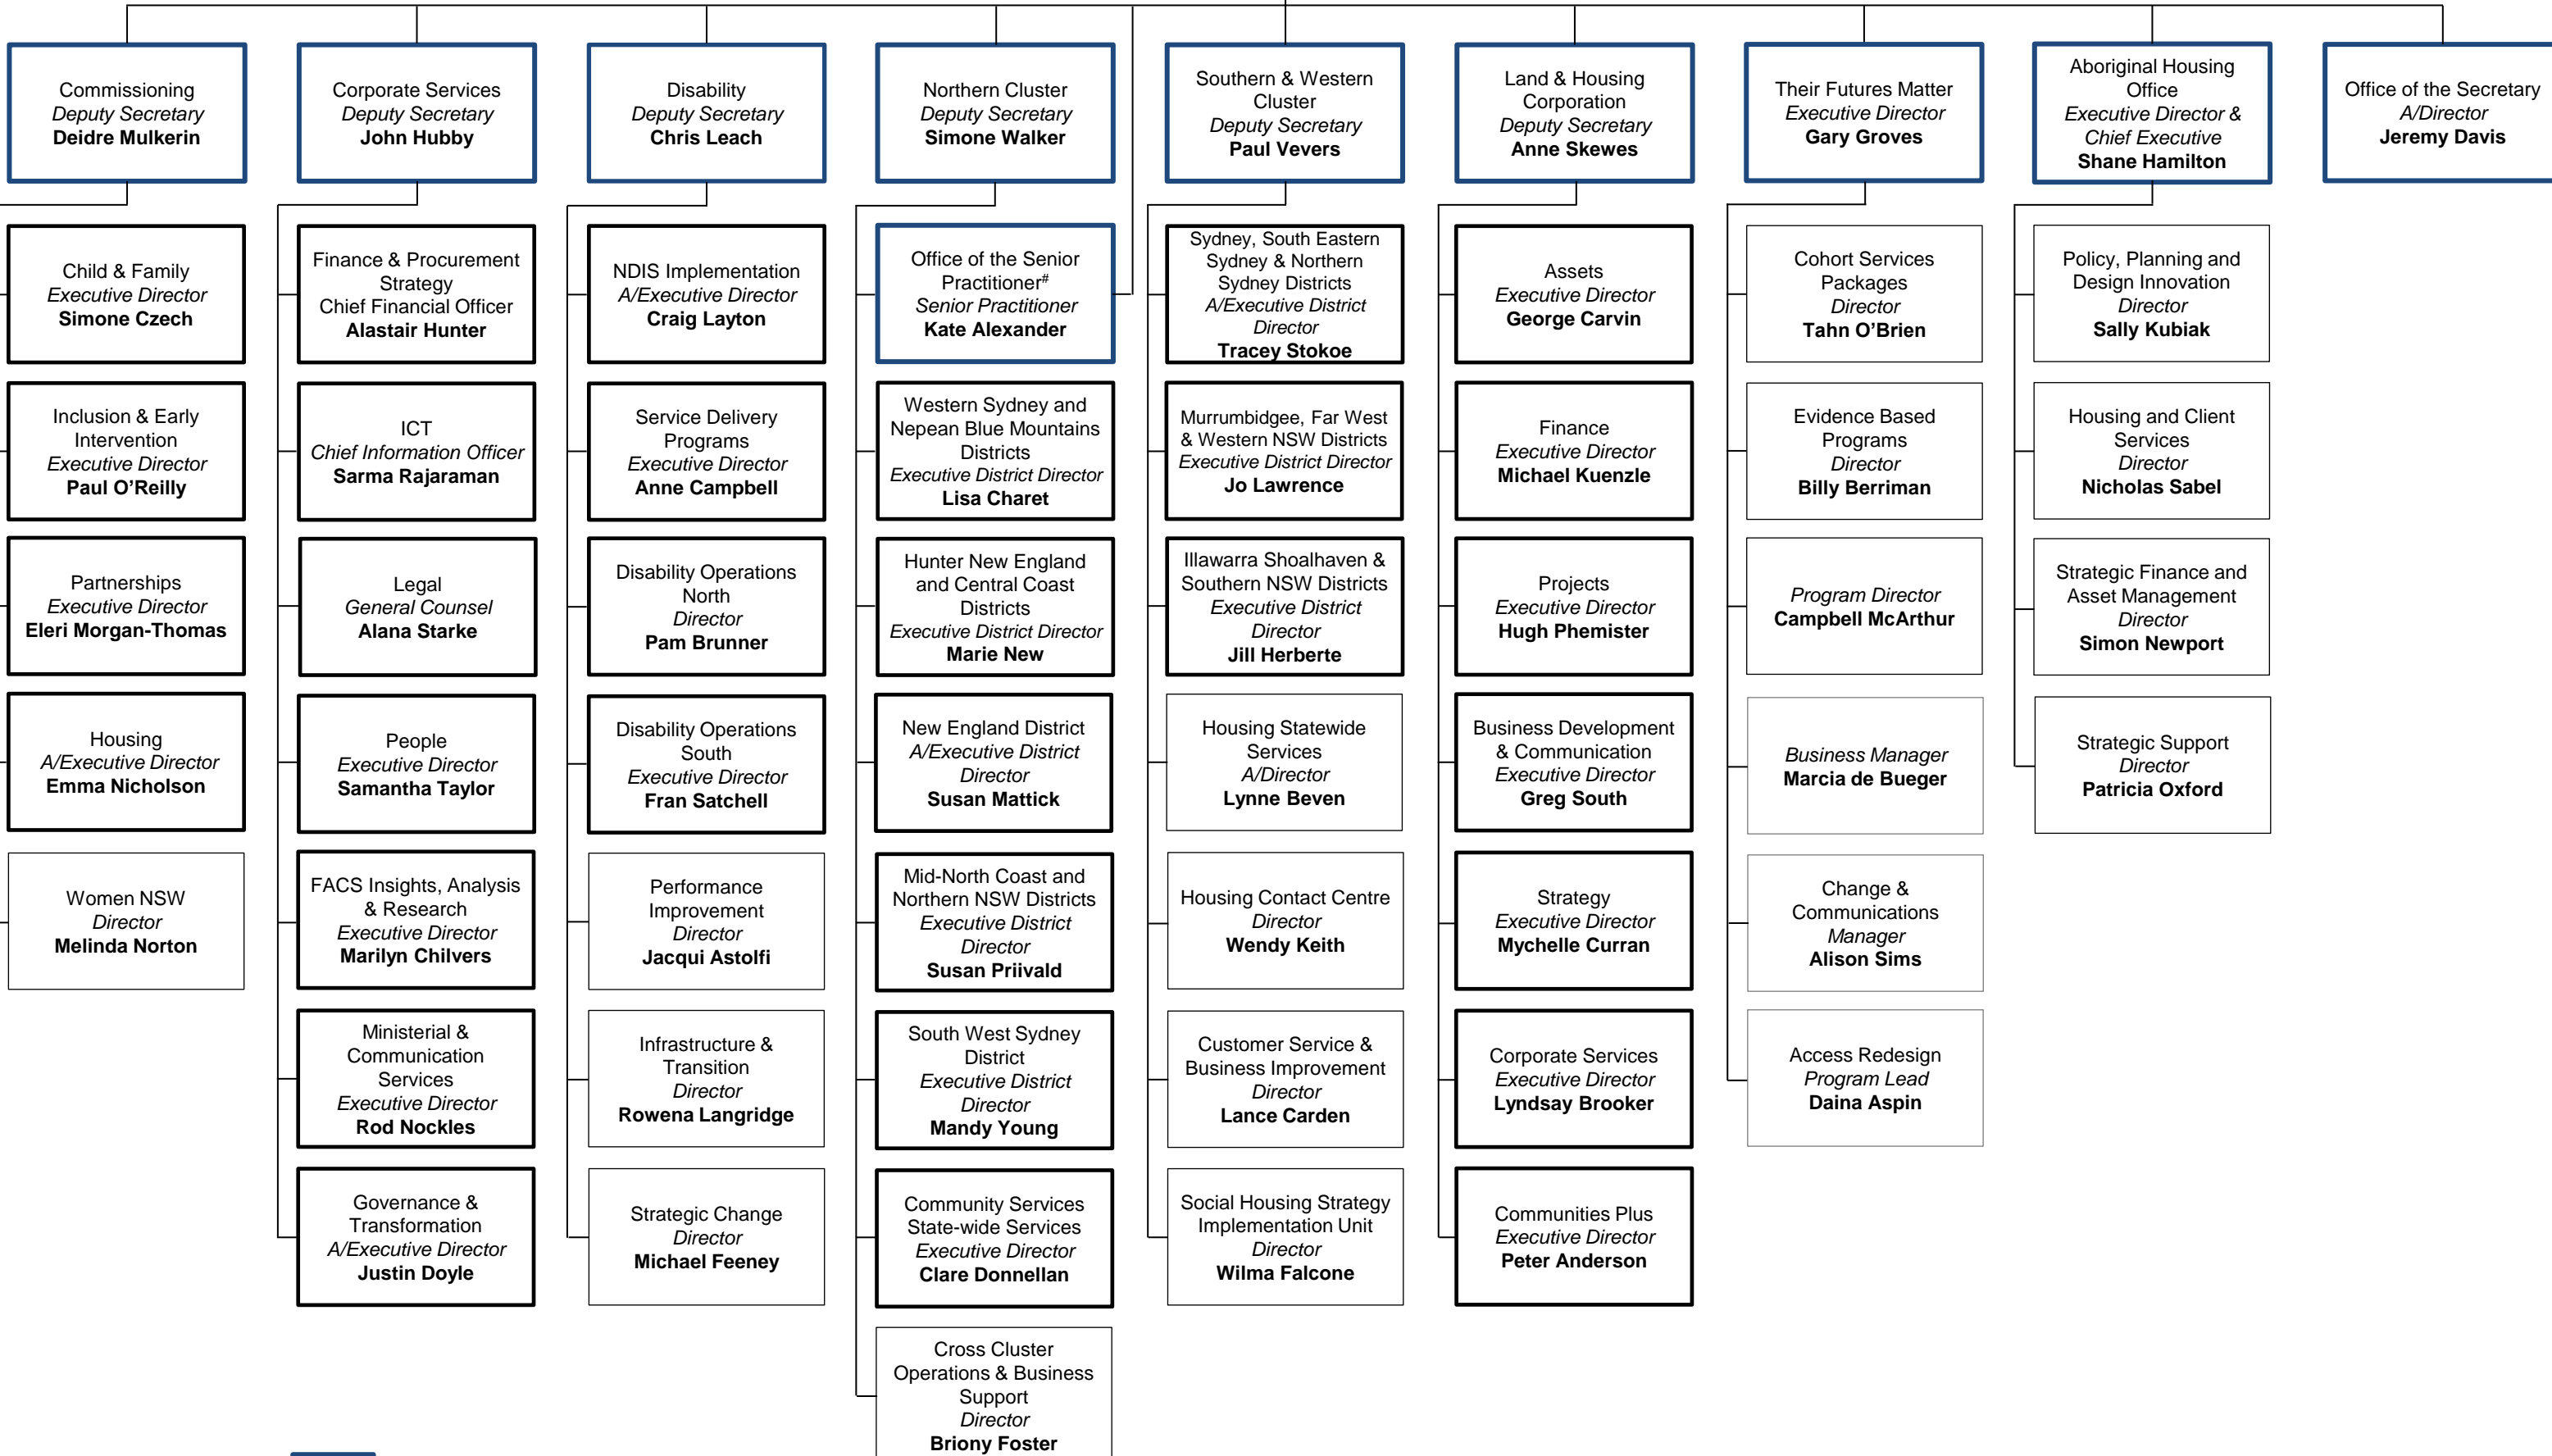 Commissioning
Deputy Secretary
Deidre Mulkerin
Corporate Services
Deputy Secretary
John Hubby
Disability
Deputy Secretary
Chris Leach
Northern Cluster
Deputy Secretary
Simone Walker
Southern & Western
Cluster
Deputy Secretary
Paul Vevers
Land & Housing
Corporation
Deputy Secretary
Anne Skewes
Their Futures Matter
Executive Director
Gary Groves
Aboriginal Housing
Office
Executive Director &
Chief Executive
Shane Hamilton
Office of the Secretary
A/Director
Jeremy Davis
Child & Family
Executive Director
Simone Czech
Finance & Procurement
Strategy
Chief Financial Officer
Alastair Hunter
NDIS Implementation
A/Executive Director
Craig Layton
Office of the Senior
Practitioner#
Senior Practitioner
Kate Alexander
Sydney, South Eastern
Sydney & Northern
Sydney Districts
A/Executive District
Director
Tracey Stokoe
Assets
Executive Director
George Carvin
Cohort Services
Packages
Director
Tahn O’Brien
Policy, Planning and
Design Innovation
Director
Sally Kubiak
Inclusion & Early
Intervention
Executive Director
Paul O’Reilly
ICT
Chief Information Officer
Sarma Rajaraman
Service Delivery
Programs
Executive Director
Anne Campbell
Western Sydney and
Nepean Blue Mountains
Districts
Executive District Director
Lisa Charet
Murrumbidgee, Far West
& Western NSW Districts
Executive District Director
Jo Lawrence
Finance
Executive Director
Michael Kuenzle
Evidence Based
Programs
Director
Billy Berriman
Housing and Client
Services
Director
Nicholas Sabel
Partnerships
Executive Director
Eleri Morgan-Thomas
Legal
General Counsel
Alana Starke
Disability Operations
North
Director
Pam Brunner
Hunter New England
and Central Coast
Districts
Executive District Director
Marie New
Illawarra Shoalhaven &
Southern NSW Districts
Executive District
Director
Jill Herberte
Projects
Executive Director
Hugh Phemister
Program Director
Campbell McArthur
Strategic Finance and
Asset Management
Director
Simon Newport
Housing
A/Executive Director
Emma Nicholson
People
Executive Director
Samantha Taylor
Disability Operations
South
Executive Director
Fran Satchell
New England District
A/Executive District
Director
Susan Mattick
Housing Statewide
Services
A/Director
Lynne Beven
Business Development
& Communication
Executive Director
Greg South
Business Manager
Marcia de Bueger
Strategic Support
Director
Patricia Oxford
Women NSW
Director
Melinda Norton
FACS Insights, Analysis
& Research
Executive Director
Marilyn Chilvers
Performance
Improvement
Director
Jacqui Astolfi
Mid-North Coast and
Northern NSW Districts
Executive District
Director
Susan Priivald
Housing Contact Centre
Director
Wendy Keith
Strategy
Executive Director
Mychelle Curran
Change &
Communications
Manager
Alison Sims
Ministerial &
Communication
Services
Executive Director
Rod Nockles
Infrastructure &
Transition
Director
Rowena Langridge
South West Sydney
District
Executive District
Director
Mandy Young
Customer Service &
Business Improvement
Director
Lance Carden
Corporate Services
Executive Director
Lyndsay Brooker
Access Redesign
Program Lead
Daina Aspin
Governance &
Transformation
A/Executive Director
Justin Doyle
Strategic Change
Director
Michael Feeney
Community Services
State-wide Services
Executive Director
Clare Donnellan
Social Housing Strategy
Implementation Unit
Director
Wilma Falcone
Communities Plus
Executive Director
Peter Anderson
Cross Cluster
Operations & Business
Support
Director
Briony Foster